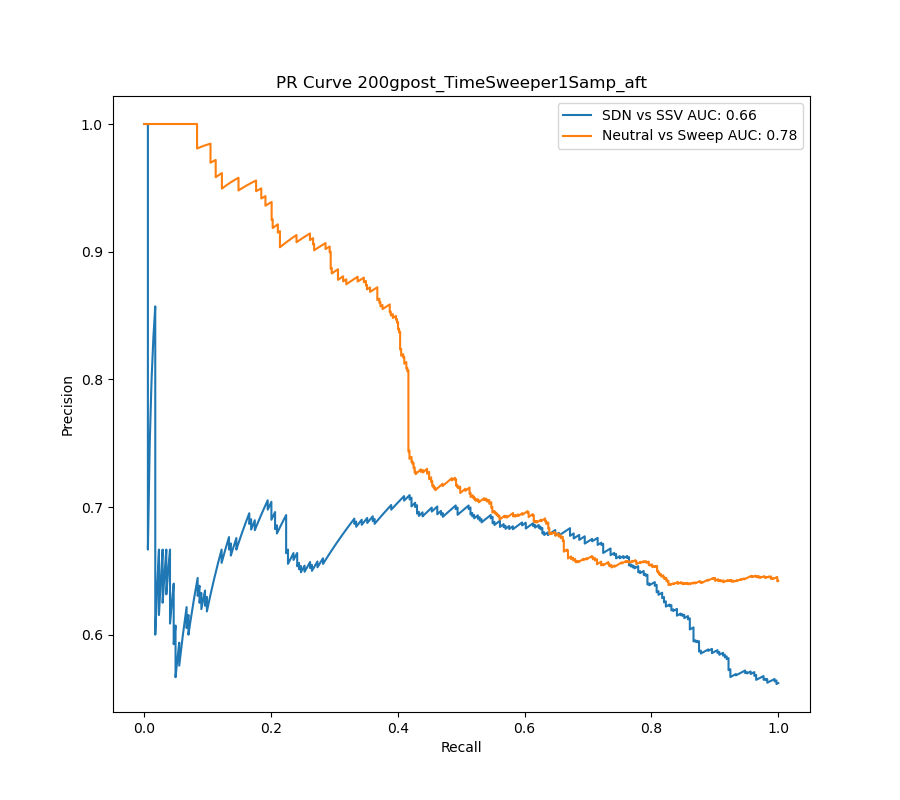 PR Curve 200gpost_TimeSweeper1Samp_aft
SDN vs SSV AUC: 0.66
Neutral vs Sweep AUC: 0.78
1.0
0.9
0.8
0.7
0.6
Precision
0.0 0.2 0.4 0.6 0.8 1.0
Recall